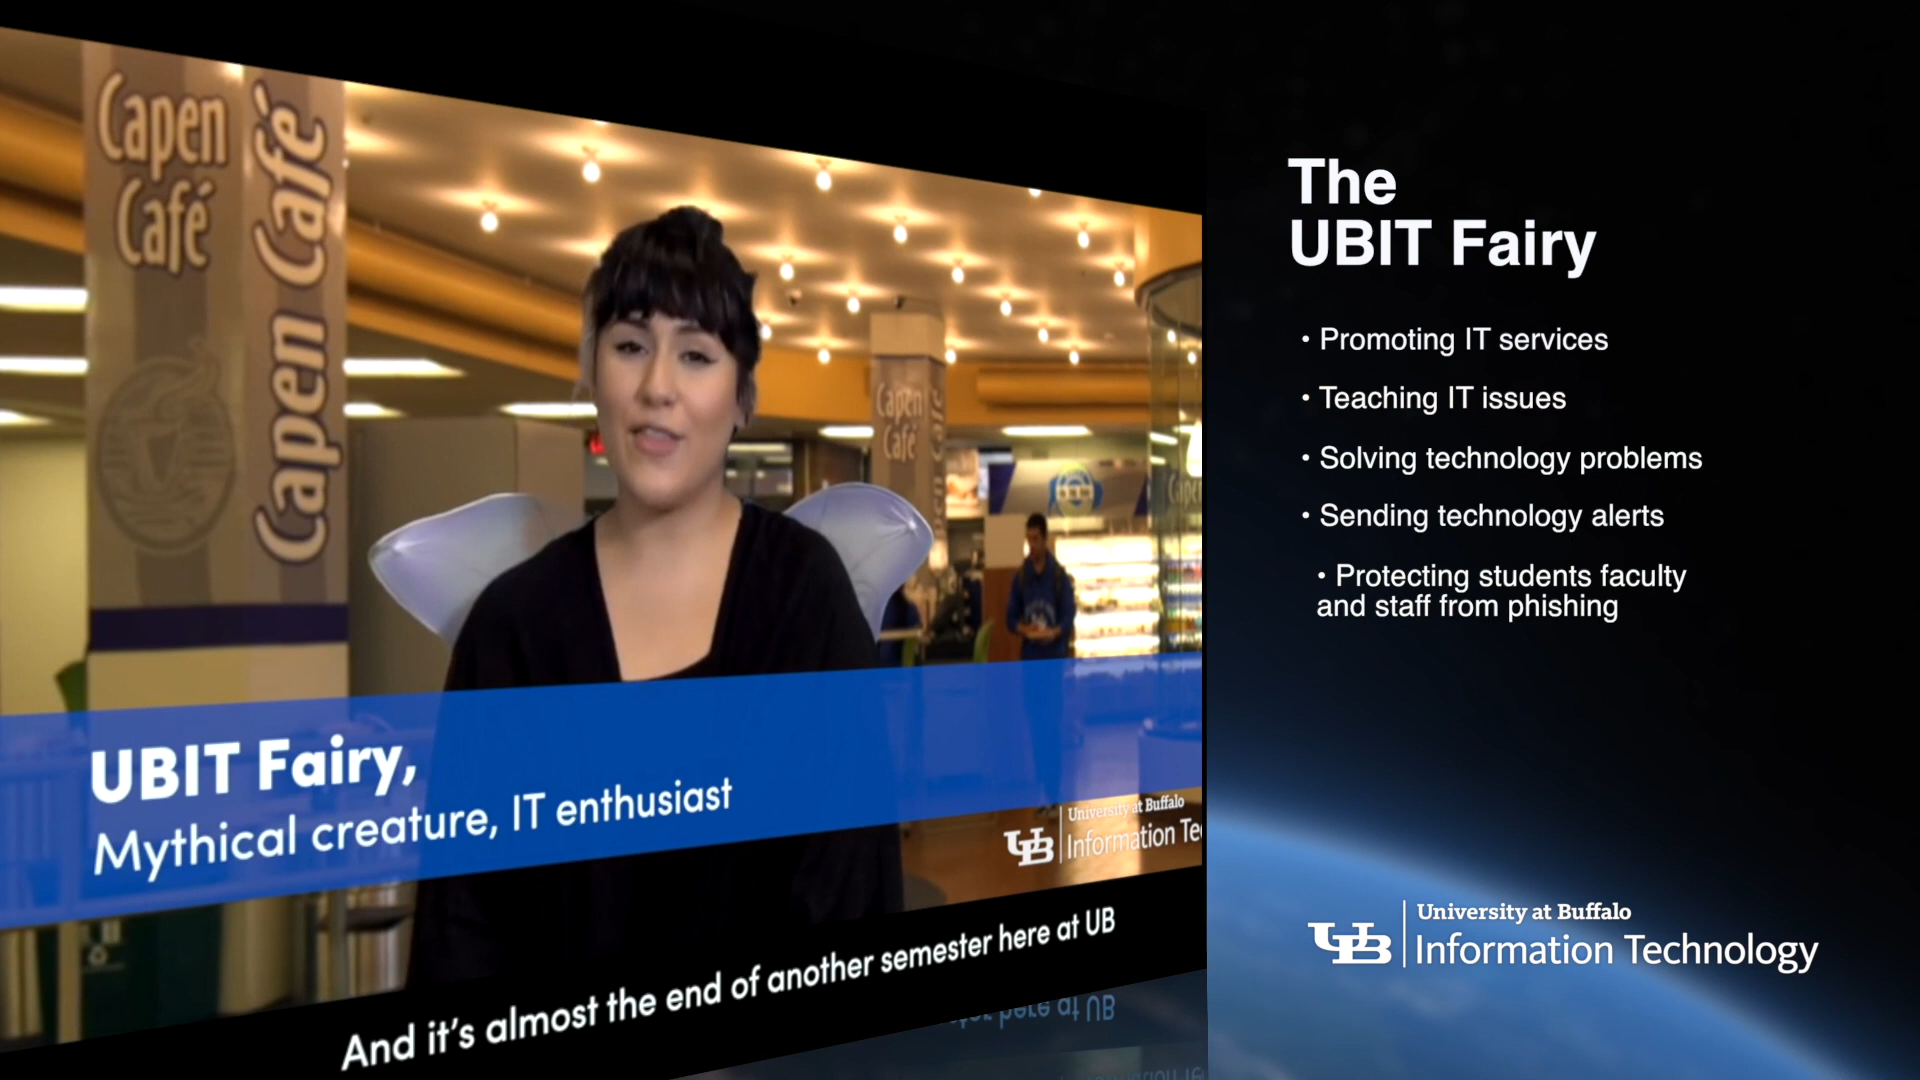 Capen
Café
Capen Café
Capen
Café
UBIT Fairy,
Mythical creature, IT enthusiast
University at Buffalo
UB
Information Te
And it's almost the end of another semester here at UB
The
UBIT Fairy
• Promoting IT services
• Teaching IT issues
• Solving technology problems
• Sending technology alerts
• Protecting students faculty
and staff from phishing
University at Buffalo
UB
Information Technology